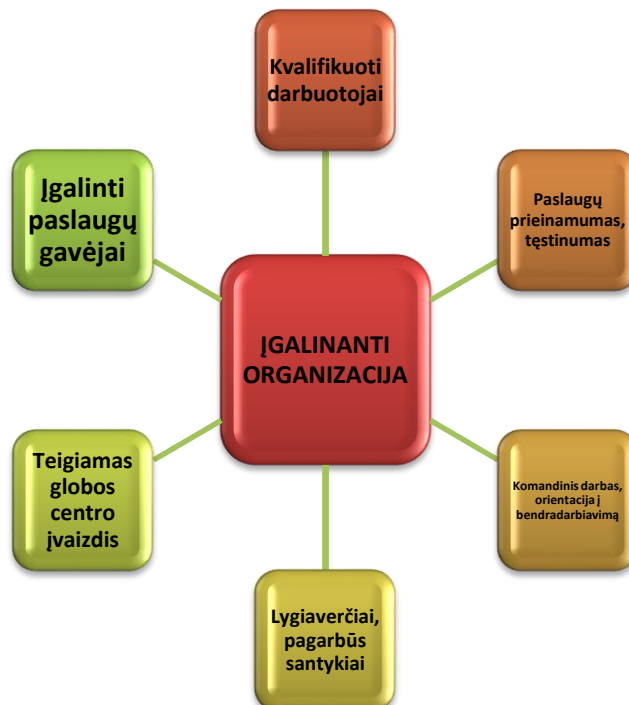 Kvalifikuoti
darbuotojai
Įgalinti
paslaugų
gavėjai
Paslaugų
prieinamumas,
tęstinumas
ĮGALINANTI
ORGANIZACIJA
Teigiamas
globos
centro
įvaizdis
Komandinis darbas,
orientacija į
bendradarbiavimą
Lygiaverčiai,
pagarbūs
santykiai